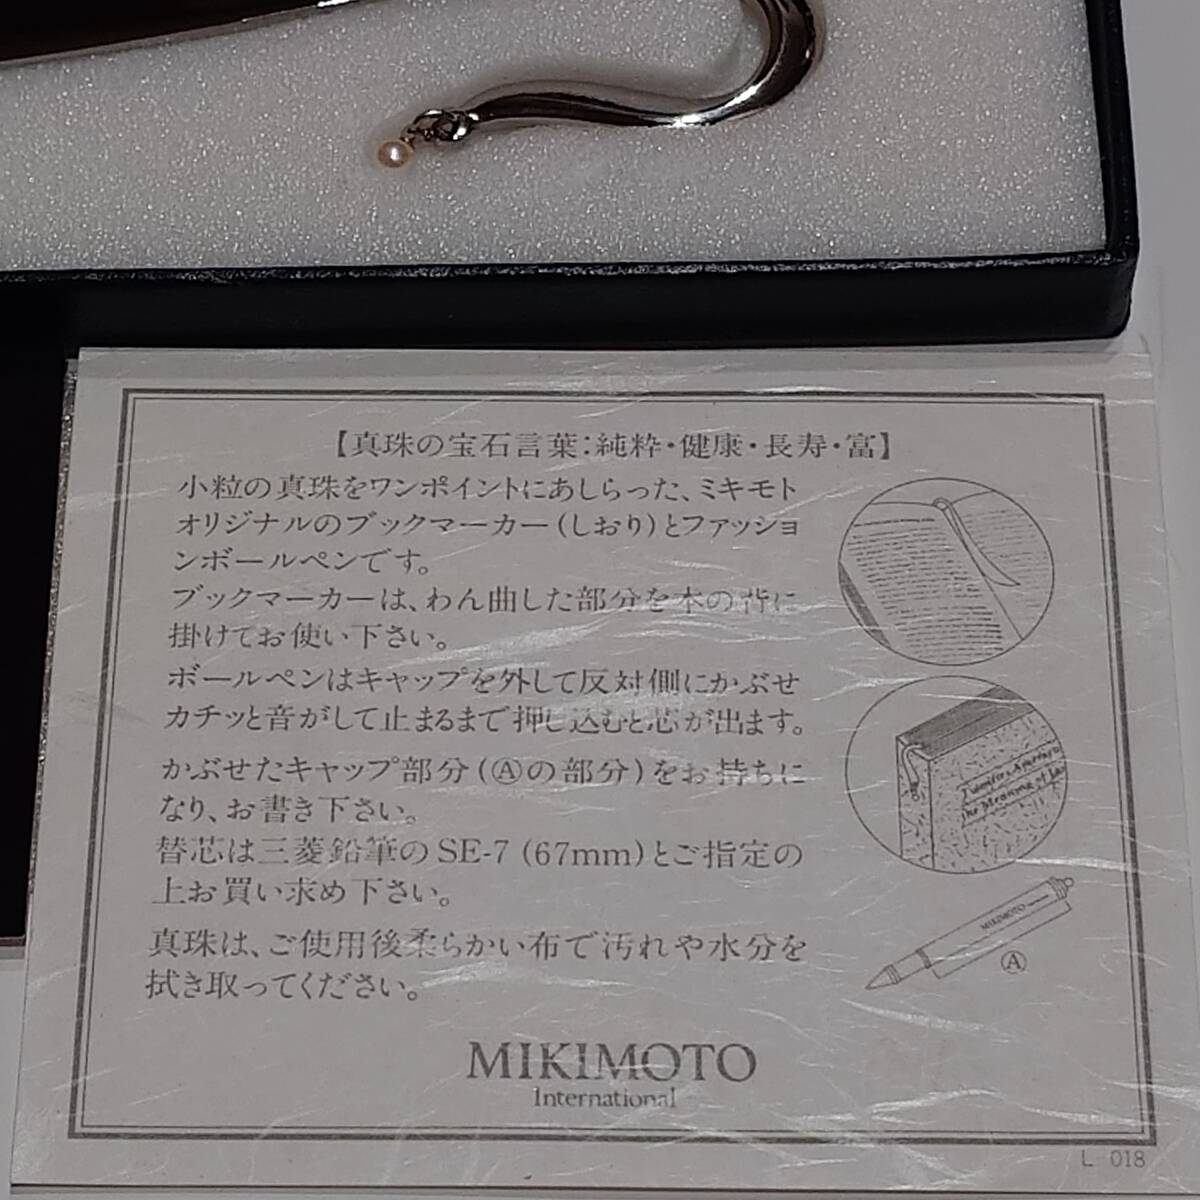 【真珠の宝石言葉:純粋・健康・長寿・富】
小粒の真珠をワンポイントにあしらった、ミキモト
オリジナルのブックマーカー(しおり)とファッショ
ンボールペンです。
ブックマーカーは、わん曲した部分を本の背に
掛けてお使い下さい。
ボールペンはキャップを外して反対側にかぶせ
カチッと音がして止まるまで押し込むと芯が出ます。
かぶせたキャップ部分(Ⓐの部分)をお持ちに
なり、お書き下さい。
替芯は三菱鉛筆のSE-7(67mm)とご指定の
上お買い求め下さい。
真珠は、ご使用後柔らかい布で汚れや水分を
拭き取ってください。
MIKIMOTO
Ⓐ
MIKIMOTO
International
L-018